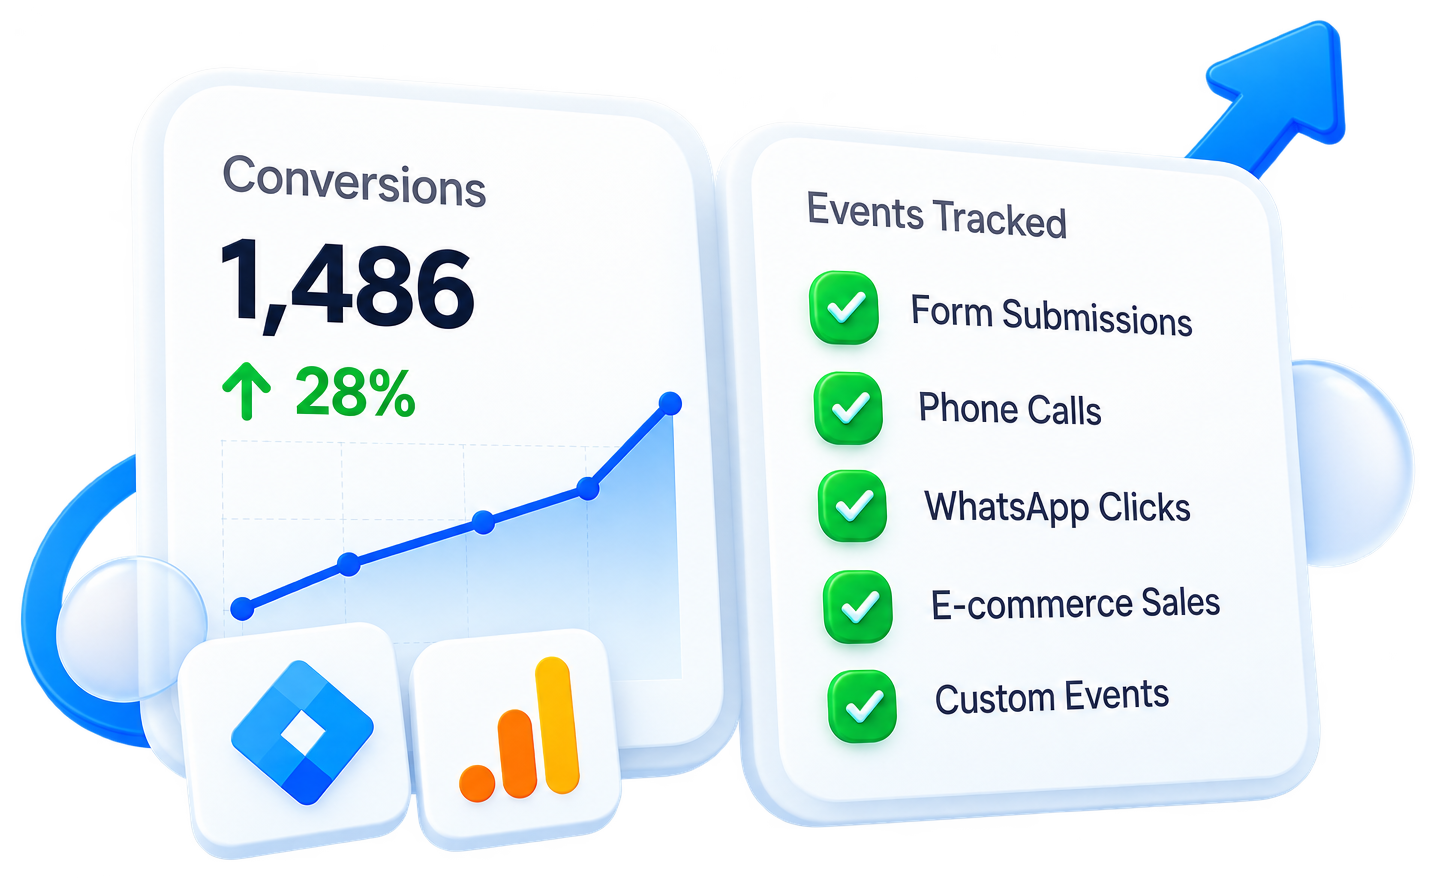 Conversions
1,486
28%
Events Tracked
Form Submissions
Phone Calls
WhatsApp Clicks
E-commerce Sales
Custom Events